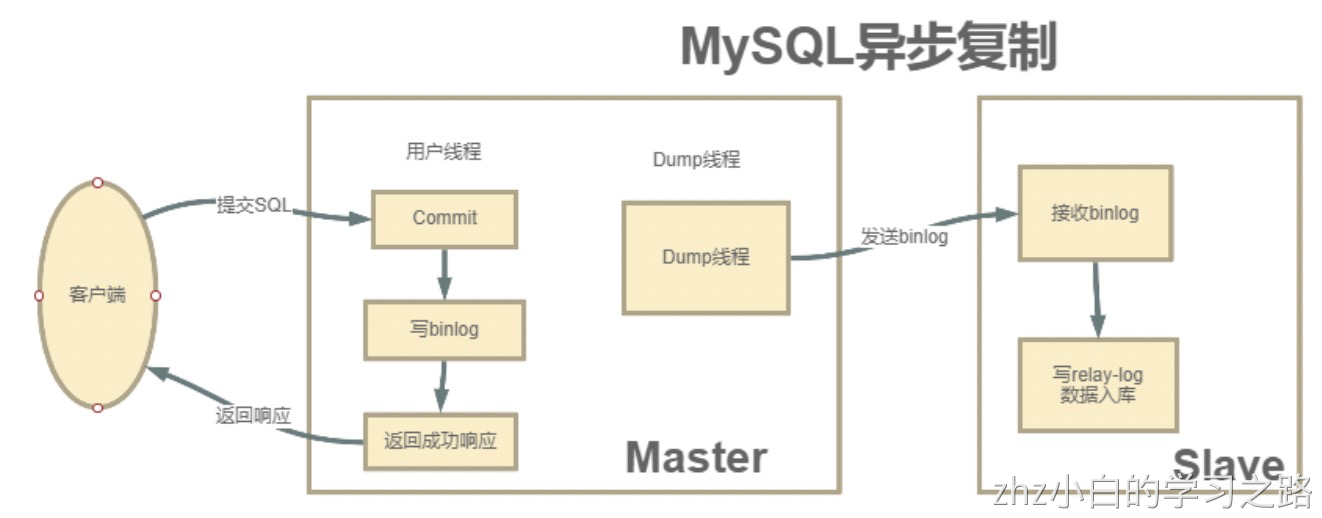 MySQL异步复制
用户线程
Dump线程
提交SQL
Commit
接收binlog
发送binlog
Dump线程
客户端
写binlog
写relay-log
数据入库
返回响应
返回成功响应
Master
Slave
zhz小白的学习之路